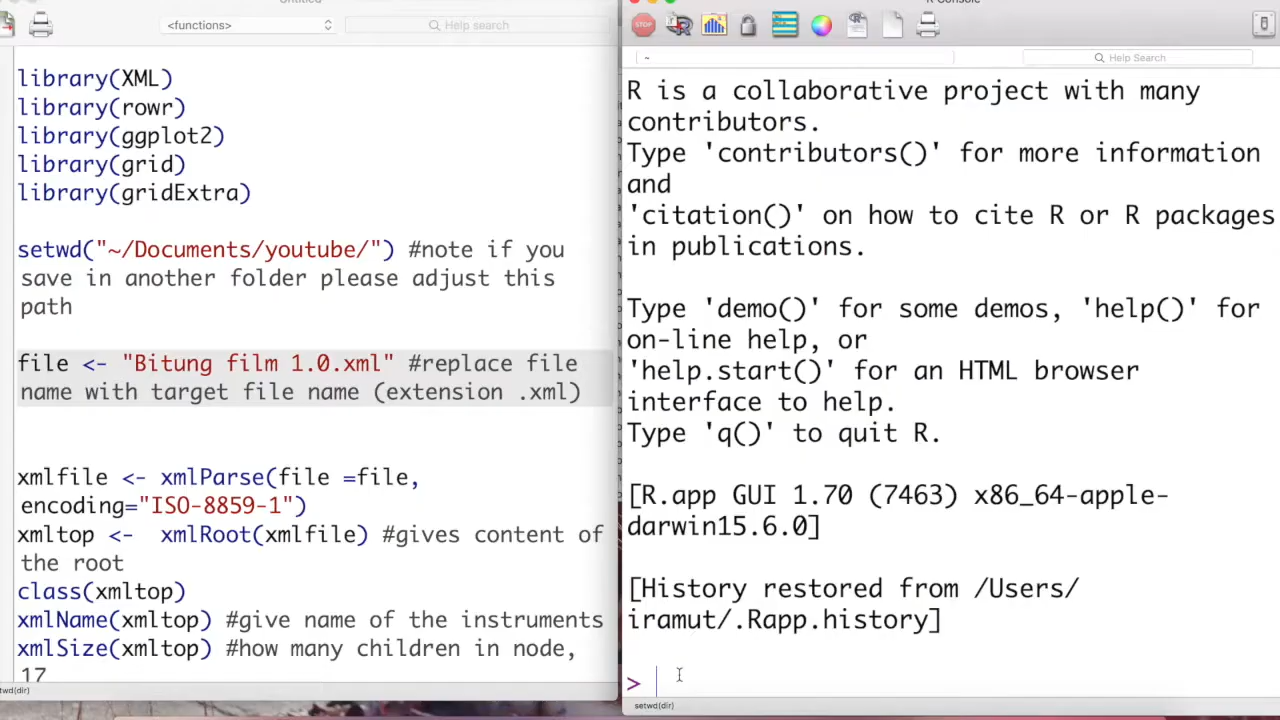 Untitled
<functions>
Help search
library(XML)
library(rowr)
library(ggplot2)
library(grid)
library(gridExtra)
setwd("~/Documents/youtube/") #note if you
save in another folder please adjust this
path
file <- "Bitung film 1.0.xml" #replace file
name with target file name (extension .xml)
xmlfile <- xmlParse(file =file,
encoding="ISO-8859-1")
xmltop <-  xmlRoot(xmlfile) #gives content of
the root
class(xmltop)
xmlName(xmltop) #give name of the instruments
xmlSize(xmltop) #how many children in node,
17
etwd(dir)
R Console
STOP
~
Help Search
R is a collaborative project with many
contributors.
Type 'contributors()' for more information
and
'citation()' on how to cite R or R packages
in publications.
Type 'demo()' for some demos, 'help()' for
on-line help, or
'help.start()' for an HTML browser
interface to help.
Type 'q()' to quit R.
[R.app GUI 1.70 (7463) x86_64-apple-
darwin15.6.0]
[History restored from /Users/
iramut/.Rapp.history]
>
setwd(dir)